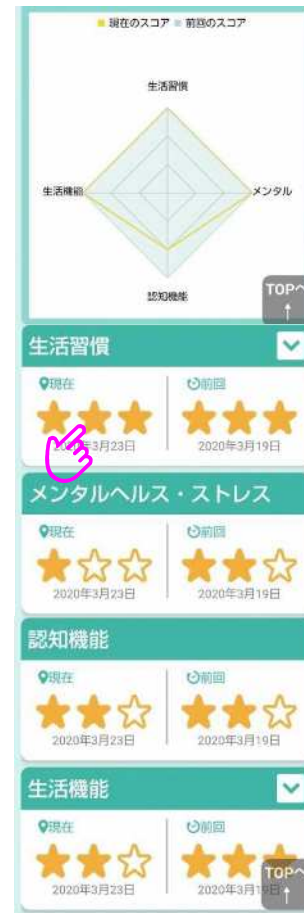 現在のスコア 前回のスコア
生活習慣
生活機能
メンタル
認知機能
TOPへ
↑
生活習慣
現在 前回
2020年3月23日 2020年3月19日
メンタルヘルス・ストレス
現在 前回
2020年3月23日 2020年3月19日
認知機能
現在 前回
2020年3月23日 2020年3月19日
生活機能
現在 前回
TOPへ
↑
2020年3月23日 2020年3月19日